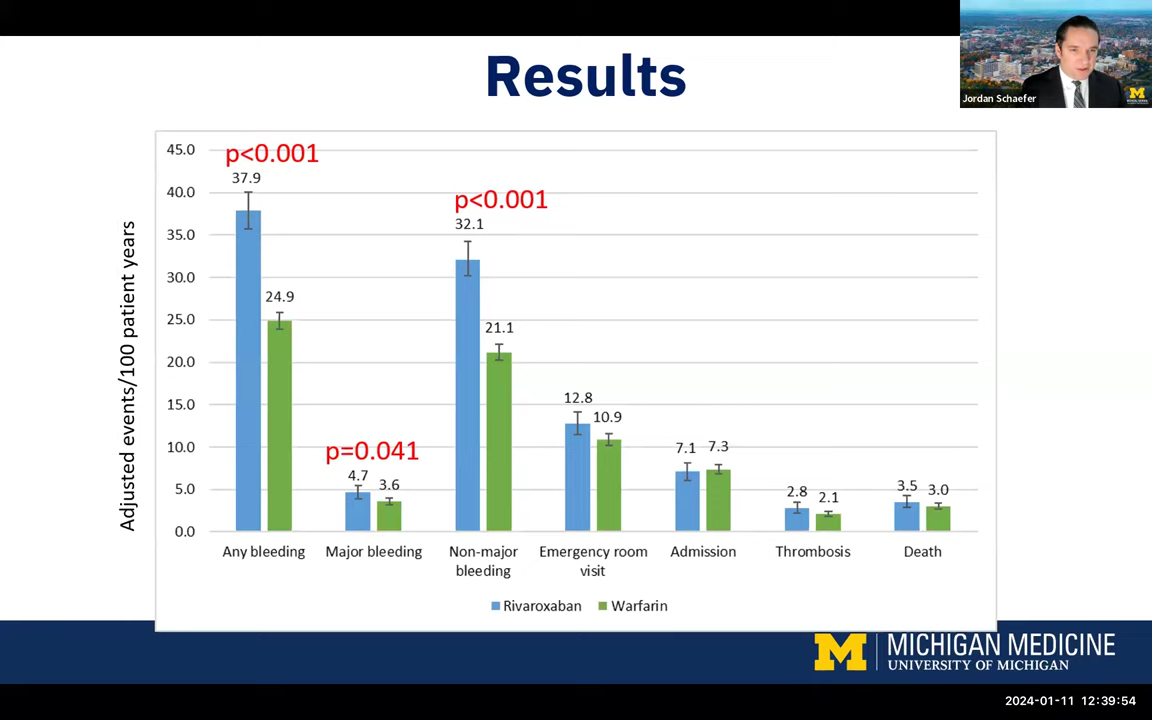 Results
Jordan Schaefer
Adjusted events/100 patient years
45.0
40.0
35.0
30.0
25.0
20.0
15.0
10.0
5.0
0.0
p<0.001
37.9
24.9
p=0.041
4.7
3.6
p<0.001
32.1
21.1
12.8
10.9
7.1
7.3
2.8
2.1
3.5
3.0
Any bleeding
Major bleeding
Non-major
bleeding
Emergency room
visit
Admission
Thrombosis
Death
Rivaroxaban
Warfarin
M
MICHIGAN MEDICINE
UNIVERSITY OF MICHIGAN
2024-01-11 12:39:54